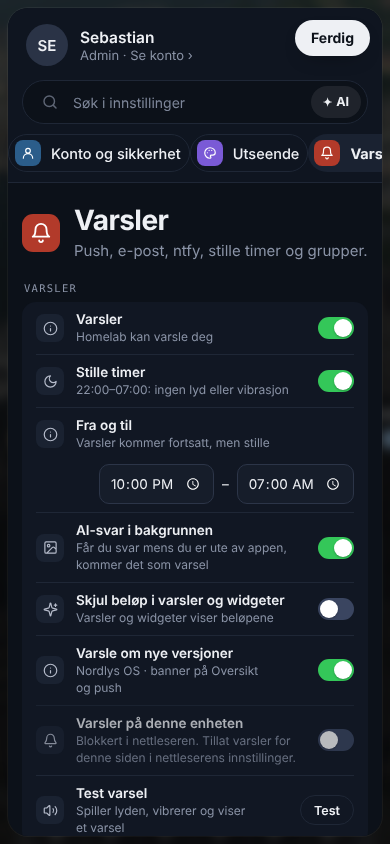 SE
Sebastian
Admin · Se konto ›
Ferdig
Søk i innstillinger
AI
Konto og sikkerhet
Utseende
Vars
Varsler
Push, e-post, ntfy, stille timer og grupper.
VARSLER
Varsler
Homelab kan varsle deg
Stille timer
22:00–07:00: ingen lyd eller vibrasjon
Fra og til
Varsler kommer fortsatt, men stille
10:00 PM – 07:00 AM
AI-svar i bakgrunnen
Får du svar mens du er ute av appen,
kommer det som varsel
Skjul beløp i varsler og widgeter
Varsler og widgeter viser beløpene
Varsle om nye versjoner
Nordlys OS · banner på Oversikt
og push
Varsler på denne enheten
Blokkert i nettleseren. Tillat varsler for
denne siden i nettleserens innstillinger.
Test varsel
Spiller lyden, vibrerer og viser
et varsel
Test